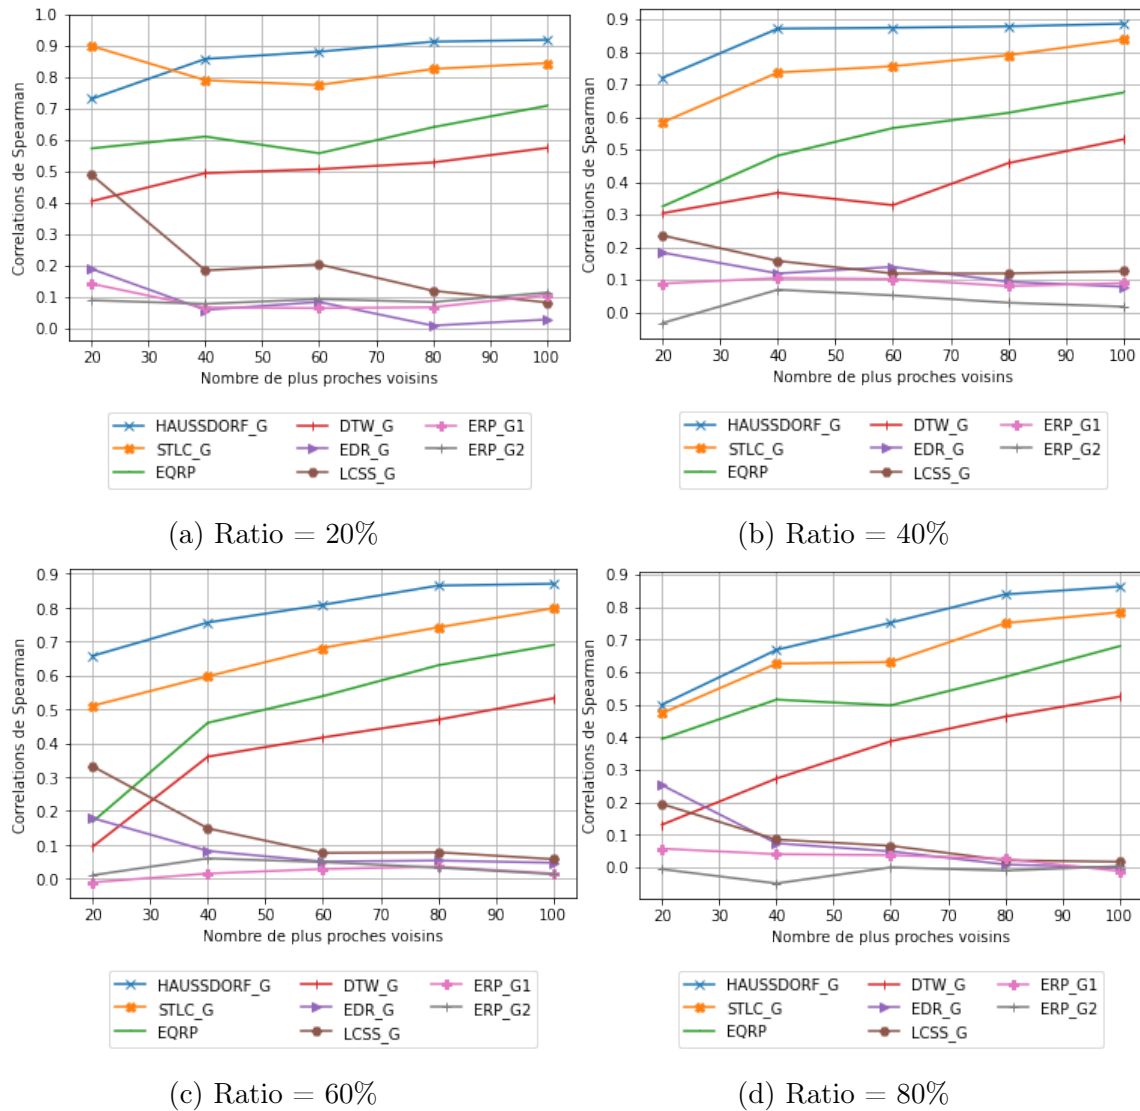 1.0
0.9
0.8
0.7
0.6
0.5
0.4
0.3
0.2
0.1
0.0
Correlations de Spearman
20 30 40 50 60 70 80 90 100
Nombre de plus proches voisins
HAUSSDORF_G DTW_G ERP_G1
STLC_G EDR_G ERP_G2
EQRP LCSS_G
(a) Ratio = 20%
0.9
0.8
0.7
0.6
0.5
0.4
0.3
0.2
0.1
0.0
Correlations de Spearman
20 30 40 50 60 70 80 90 100
Nombre de plus proches voisins
HAUSSDORF_G DTW_G ERP_G1
STLC_G EDR_G ERP_G2
EQRP LCSS_G
(b) Ratio = 40%
0.9
0.8
0.7
0.6
0.5
0.4
0.3
0.2
0.1
0.0
Correlations de Spearman
20 30 40 50 60 70 80 90 100
Nombre de plus proches voisins
HAUSSDORF_G DTW_G ERP_G1
STLC_G EDR_G ERP_G2
EQRP LCSS_G
(c) Ratio = 60%
0.9
0.8
0.7
0.6
0.5
0.4
0.3
0.2
0.1
0.0
Correlations de Spearman
20 30 40 50 60 70 80 90 100
Nombre de plus proches voisins
HAUSSDORF_G DTW_G ERP_G1
STLC_G EDR_G ERP_G2
EQRP LCSS_G
(d) Ratio = 80%